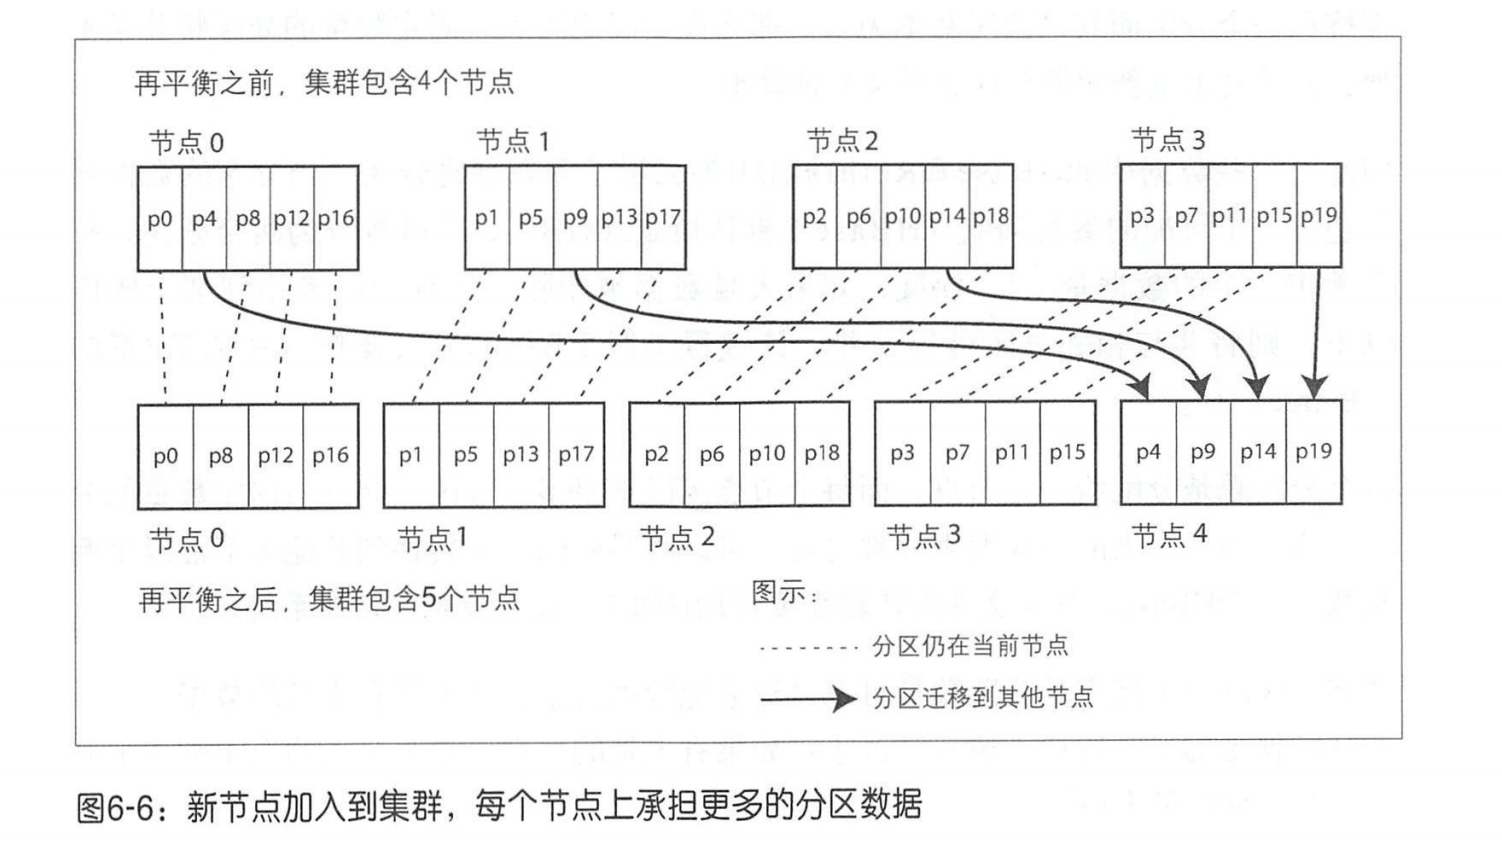 再平衡之前，集群包含4个节点
节点0 节点1 节点2 节点3
p0 p4 p8 p12 p16 p1 p5 p9 p13 p17 p2 p6 p10 p14 p18 p3 p7 p11 p15 p19
p0 p8 p12 p16 p1 p5 p13 p17 p2 p6 p10 p18 p3 p7 p11 p15 p4 p9 p14 p19
节点0 节点1 节点2 节点3 节点4
再平衡之后，集群包含5个节点
图示：
分区仍在当前节点
分区迁移到其他节点
图6-6：新节点加入到集群，每个节点上承担更多的分区数据